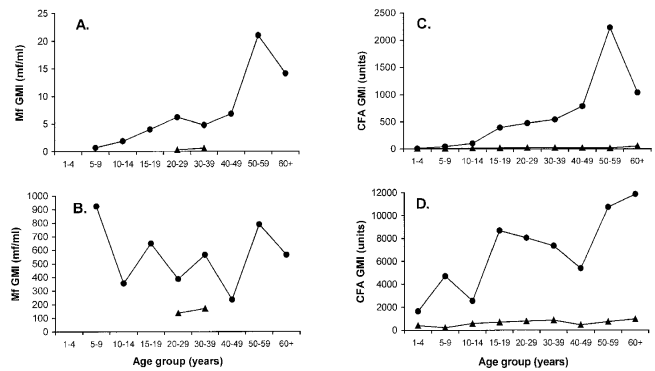 A.
Mf GMI (mf/ml)
25
20
15
10
5
0
1-4 5-9 10-14 15-19 20-29 30-39 40-49 50-59 60+
C.
CFA GMI (units)
2500
2000
1500
1000
500
0
1-4 5-9 10-14 15-19 20-29 30-39 40-49 50-59 60+
B.
Mf GMI (mf/ml)
1000
900
800
700
600
500
400
300
200
100
0
1-4 5-9 10-14 15-19 20-29 30-39 40-49 50-59 60+
Age group (years)
D.
CFA GMI (units)
12000
10000
8000
6000
4000
2000
0
1-4 5-9 10-14 15-19 20-29 30-39 40-49 50-59 60+
Age group (years)